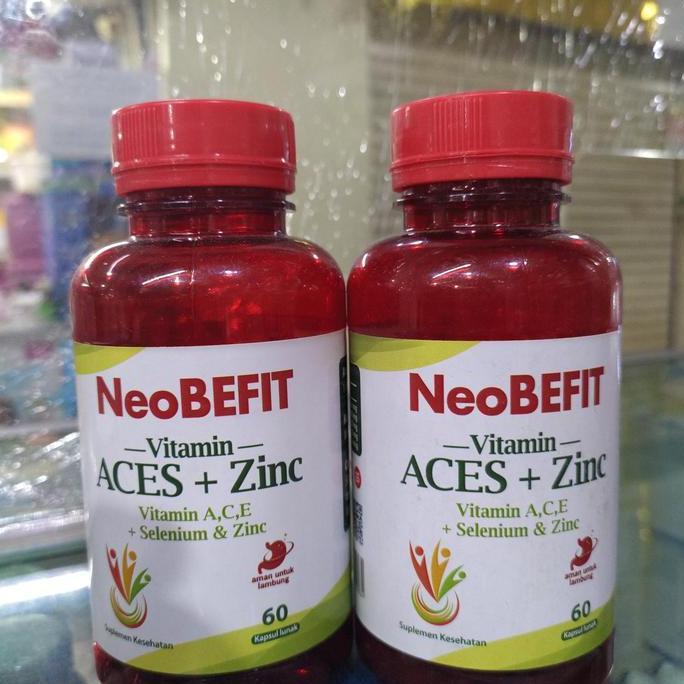 NeoBEFIT
Vitamin
ACES + Zinc
Vitamin A,C,E
+ Selenium & Zinc
aman untuk
lambung
60
Kapsul lunak
Suplemen Kesehatan
NeoBEFIT
Vitamin
ACES + Zinc
Vitamin A,C,E
+ Selenium & Zinc
aman untuk
lambung
60
Kapsul lunak
Suplemen Kesehatan